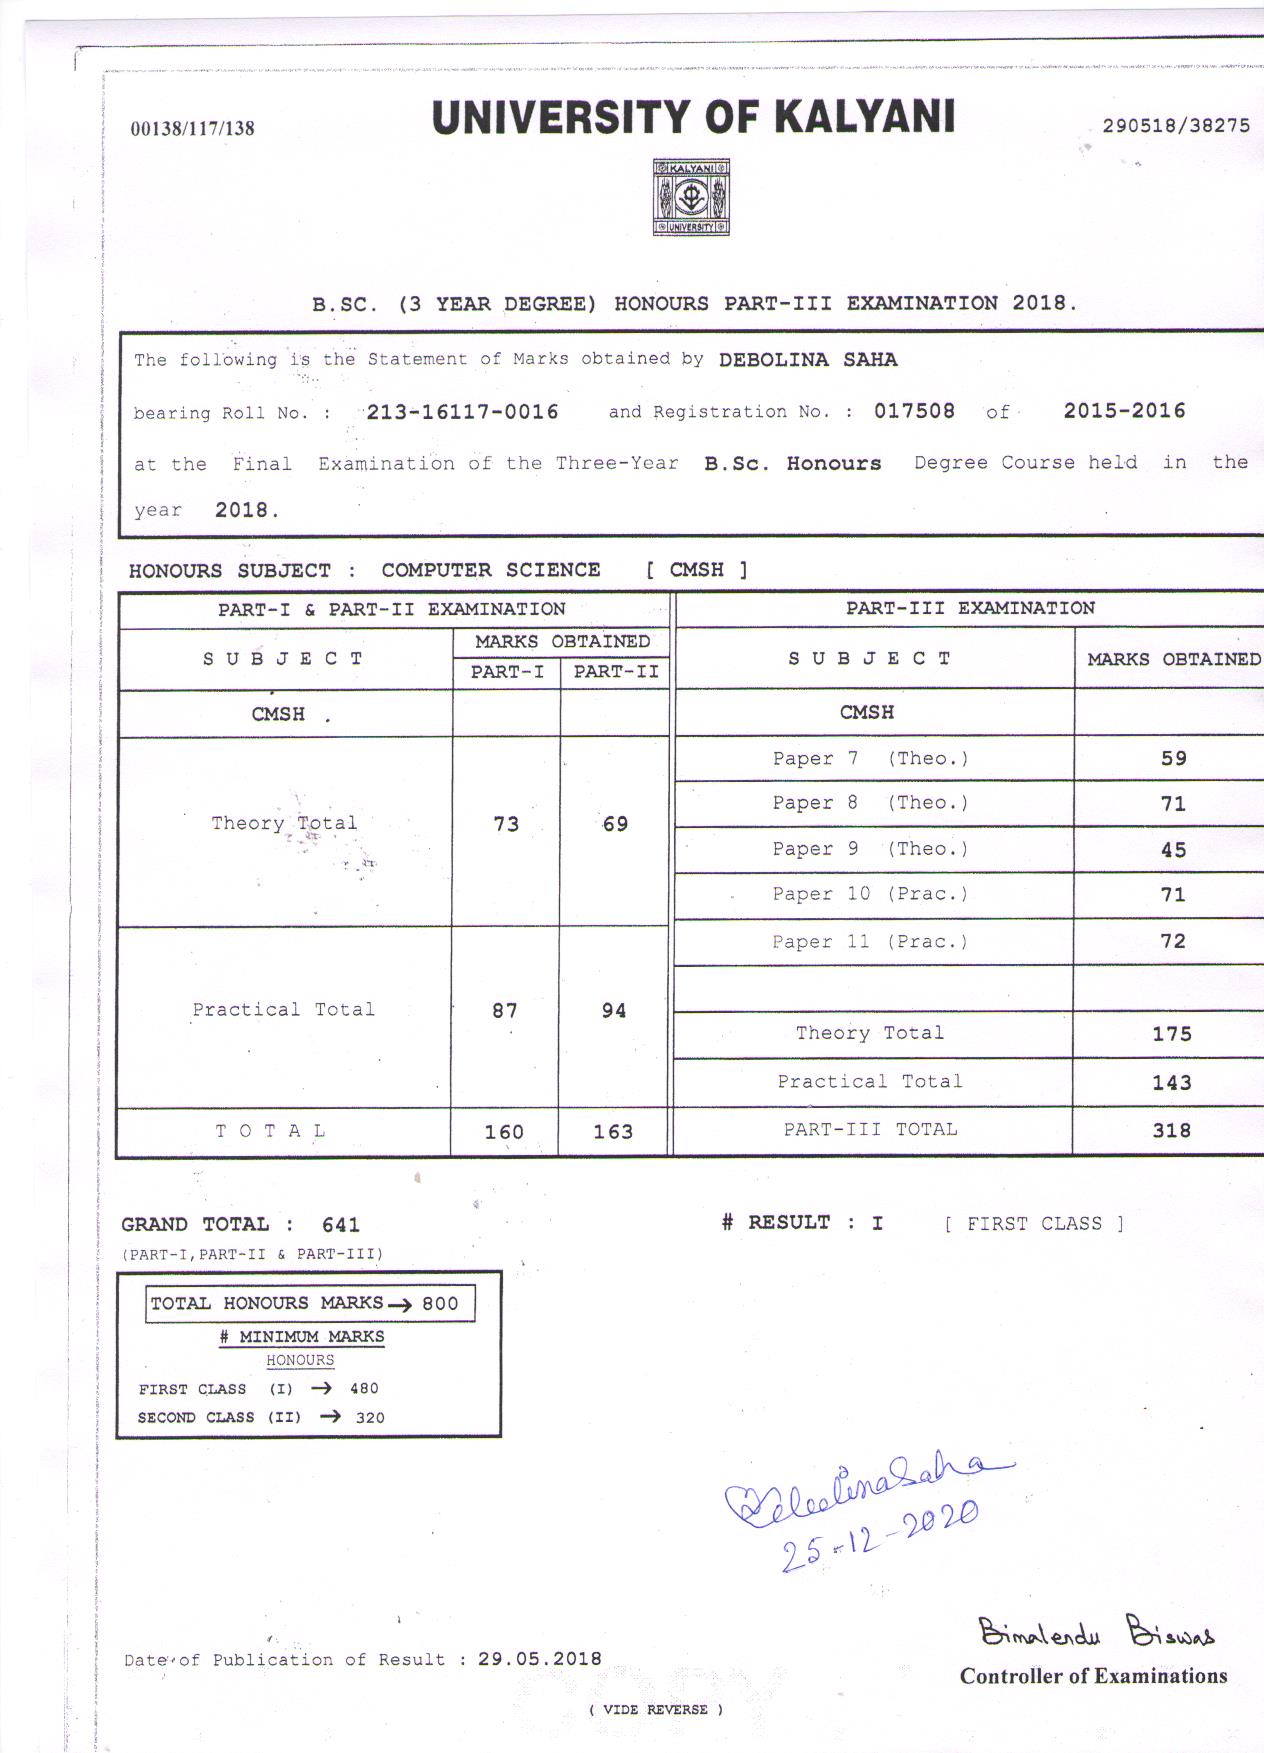 00138/117/138
UNIVERSITY OF KALYANI
290518/38275
KALYANI
UNIVERSITY
B.SC. (3 YEAR DEGREE) HONOURS PART-III EXAMINATION 2018.
The following is the Statement of Marks obtained by DEBOLINA SAHA
bearing Roll No. : 213-16117-0016 and Registration No. : 017508 of 2015-2016
at the Final Examination of the Three-Year B.Sc. Honours Degree Course held in the
year 2018.
HONOURS SUBJECT : COMPUTER SCIENCE [ CMSH ]
PART-I & PART-II EXAMINATION
SUBJECT
MARKS OBTAINED
PART-I PART-II
CMSH .
Theory Total 73 69
Practical Total 87 94
TOTAL 160 163
PART-III EXAMINATION
SUBJECT MARKS OBTAINED
CMSH
Paper 7 (Theo.) 59
Paper 8 (Theo.) 71
Paper 9 (Theo.) 45
Paper 10 (Prac.) 71
Paper 11 (Prac.) 72
Theory Total 175
Practical Total 143
PART-III TOTAL 318
GRAND TOTAL : 641
(PART-I,PART-II & PART-III)
# RESULT : I [ FIRST CLASS ]
TOTAL HONOURS MARKS → 800
# MINIMUM MARKS
HONOURS
FIRST CLASS (I) → 480
SECOND CLASS (II) → 320
Debolina Saha
25-12-2020
Bimalendu Biswas
Controller of Examinations
Date of Publication of Result : 29.05.2018
COPY
( VIDE REVERSE )